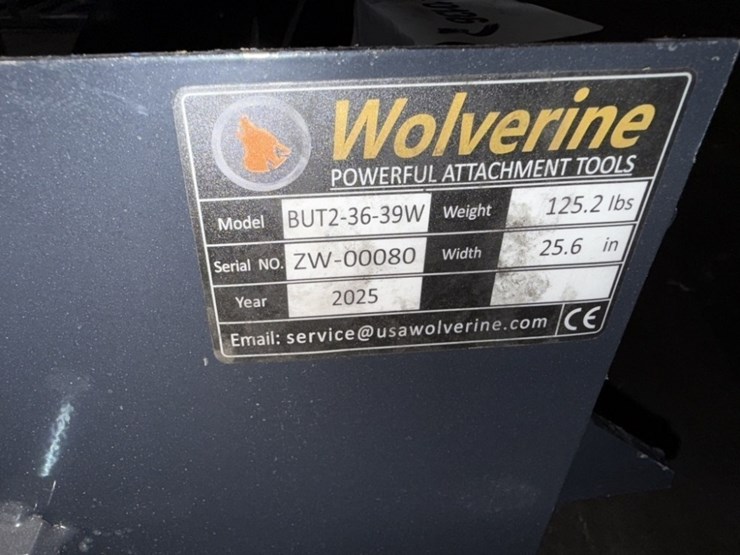 Wolverine
POWERFUL ATTACHMENT TOOLS
Model BUT2-36-39W Weight 125.2 lbs
Serial NO. ZW-00080 Width 25.6 in
Year 2025
Email: service@usawolverine.com CE